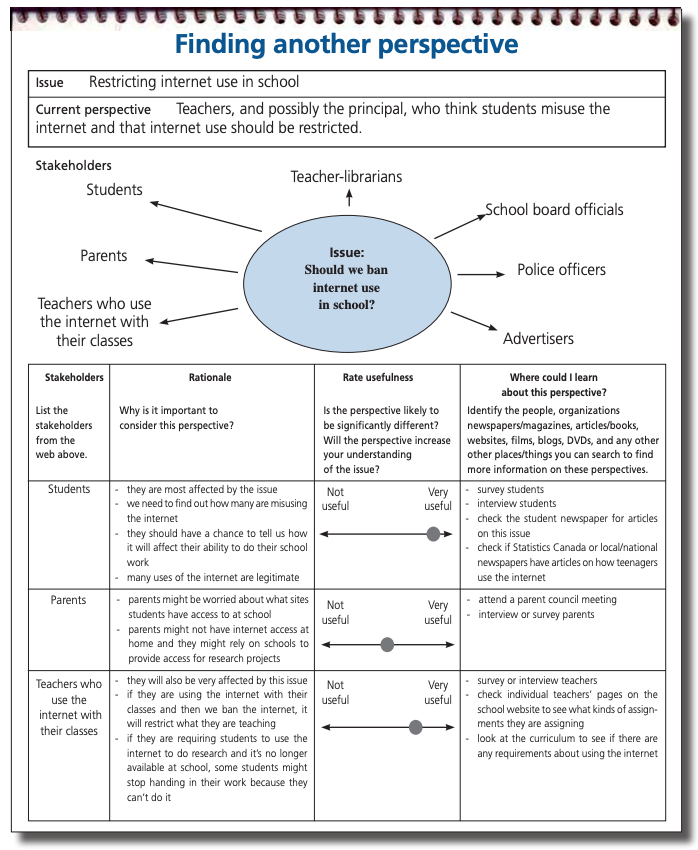 Finding another perspective
Issue Restricting internet use in school
Current perspective Teachers, and possibly the principal, who think students misuse the
internet and that internet use should be restricted.
Stakeholders
Students
Teacher-librarians
School board officials
Parents
Police officers
Teachers who use
the internet with
their classes
Advertisers
Issue:
Should we ban
internet use
in school?
Stakeholders
List the
stakeholders
from the
web above.
Rationale
Why is it important to
consider this perspective?
Rate usefulness
Is the perspective likely to
be significantly different?
Will the perspective increase
your understanding
of the issue?
Where could I learn
about this perspective?
Identify the people, organizations
newspapers/magazines, articles/books,
websites, films, blogs, DVDs, and any other
other places/things you can search to find
more information on these perspectives.
Students
- they are most affected by the issue
- we need to find out how many are misusing
the internet
- they should have a chance to tell us how
it will affect their ability to do their school
work
- many uses of the internet are legitimate
Not
useful
Very
useful
- survey students
- interview students
- check the student newspaper for articles
on this issue
- check if Statistics Canada or local/national
newspapers have articles on how teenagers
use the internet
Parents
- parents might be worried about what sites
students have access to at school
- parents might not have internet access at
home and they might rely on schools to
provide access for research projects
Not
useful
Very
useful
- attend a parent council meeting
- interview or survey parents
Teachers who
use the
internet with
their classes
- they will also be very affected by this issue
- if they are using the internet with their
classes and then we ban the internet, it
will restrict what they are teaching
- if they are requiring students to use the
internet to do research and it's no longer
available at school, some students might
stop handing in their work because they
can't do it
Not
useful
Very
useful
- survey or interview teachers
- check individual teachers' pages on the
school website to see what kinds of assign-
ments they are assigning
- look at the curriculum to see if there are
any requirements about using the internet